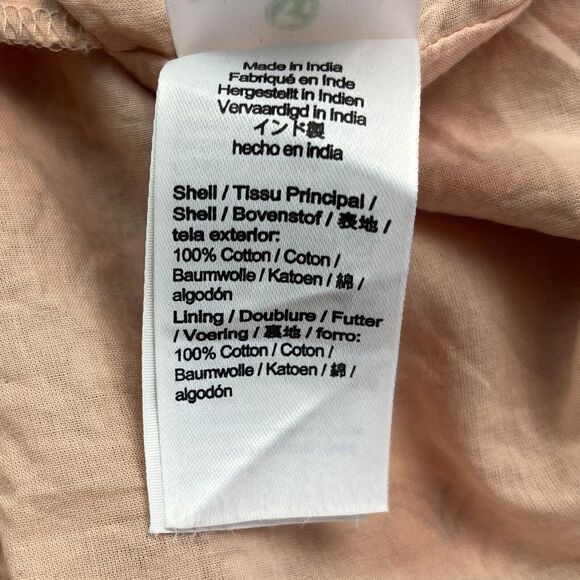 Made in India
Fabriqué en Inde
Hergestellt in Indien
Vervaardigd in India
インド製
hecho en india
Shell / Tissu Principal /
Shell / Bovenstof / 表地 /
tela exterior:
100% Cotton / Coton /
Baumwolle / Katoen / 綿 /
algodón
Lining / Doublure / Futter
/ Voering / 裏地 / forro:
100% Cotton / Coton /
Baumwolle / Katoen / 綿 /
algodón